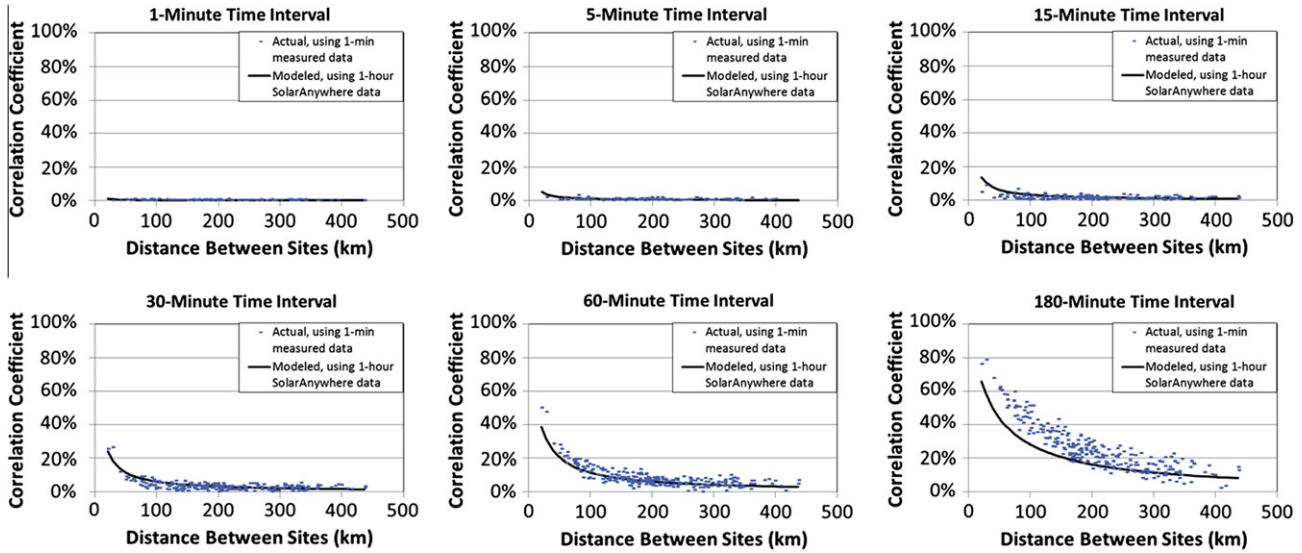 1-Minute Time Interval
Correlation Coefficient
100%
80%
60%
40%
20%
0%
Actual, using 1-min
measured data
Modeled, using 1-hour
SolarAnywhere data
0 100 200 300 400 500
Distance Between Sites (km)
5-Minute Time Interval
Correlation Coefficient
100%
80%
60%
40%
20%
0%
Actual, using 1-min
measured data
Modeled, using 1-hour
SolarAnywhere data
0 100 200 300 400 500
Distance Between Sites (km)
15-Minute Time Interval
Correlation Coefficient
100%
80%
60%
40%
20%
0%
Actual, using 1-min
measured data
Modeled, using 1-hour
SolarAnywhere data
0 100 200 300 400 500
Distance Between Sites (km)
30-Minute Time Interval
Correlation Coefficient
100%
80%
60%
40%
20%
0%
Actual, using 1-min
measured data
Modeled, using 1-hour
SolarAnywhere data
0 100 200 300 400 500
Distance Between Sites (km)
60-Minute Time Interval
Correlation Coefficient
100%
80%
60%
40%
20%
0%
Actual, using 1-min
measured data
Modeled, using 1-hour
SolarAnywhere data
0 100 200 300 400 500
Distance Between Sites (km)
180-Minute Time Interval
Correlation Coefficient
100%
80%
60%
40%
20%
0%
Actual, using 1-min
measured data
Modeled, using 1-hour
SolarAnywhere data
0 100 200 300 400 500
Distance Between Sites (km)